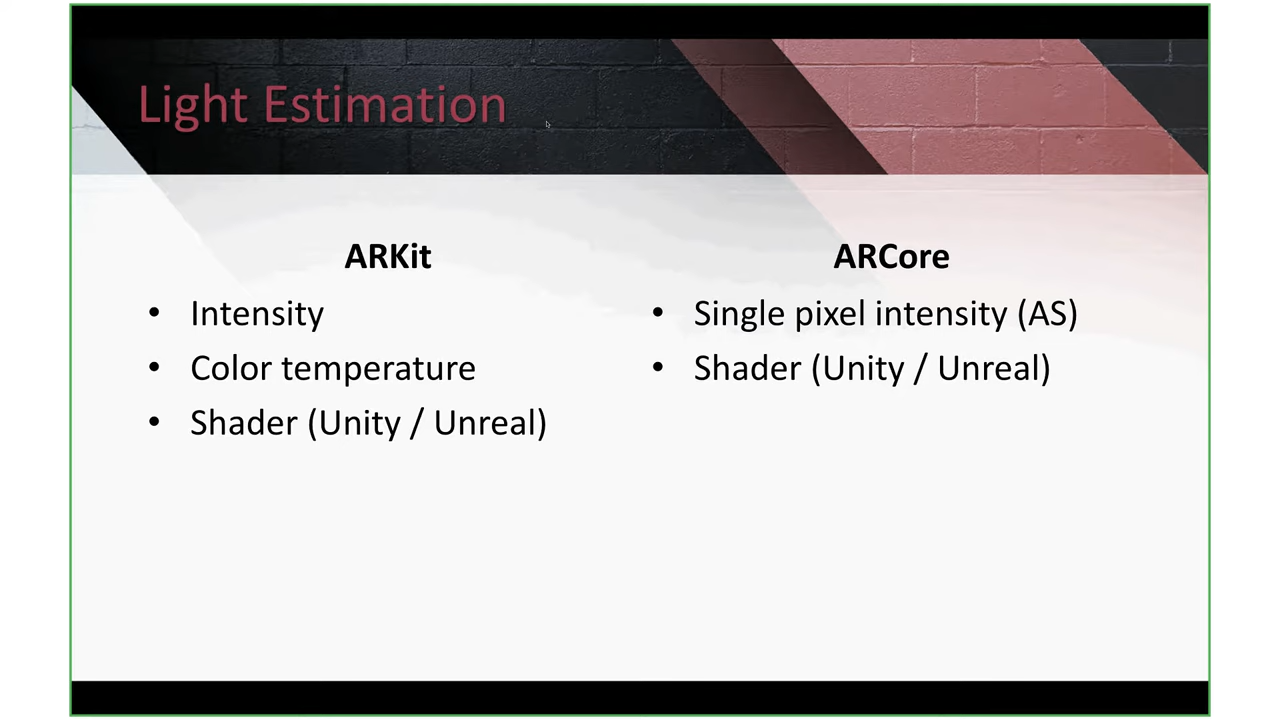 Light Estimation
ARKit
• Intensity
• Color temperature
• Shader (Unity / Unreal)
ARCore
• Single pixel intensity (AS)
• Shader (Unity / Unreal)